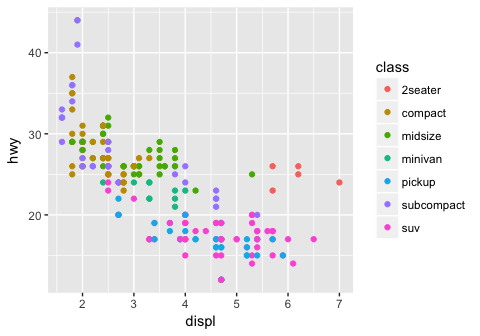 40
30
20
hwy
2 3 4 5 6 7
displ
class
2seater
compact
midsize
minivan
pickup
subcompact
suv